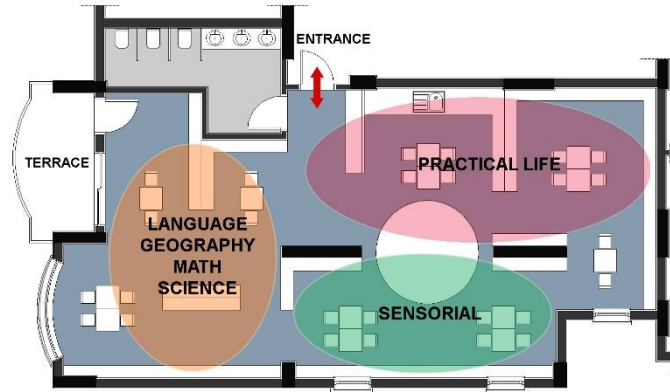 ENTRANCE
TERRACE
PRACTICAL LIFE
LANGUAGE
GEOGRAPHY
MATH
SCIENCE
SENSORIAL